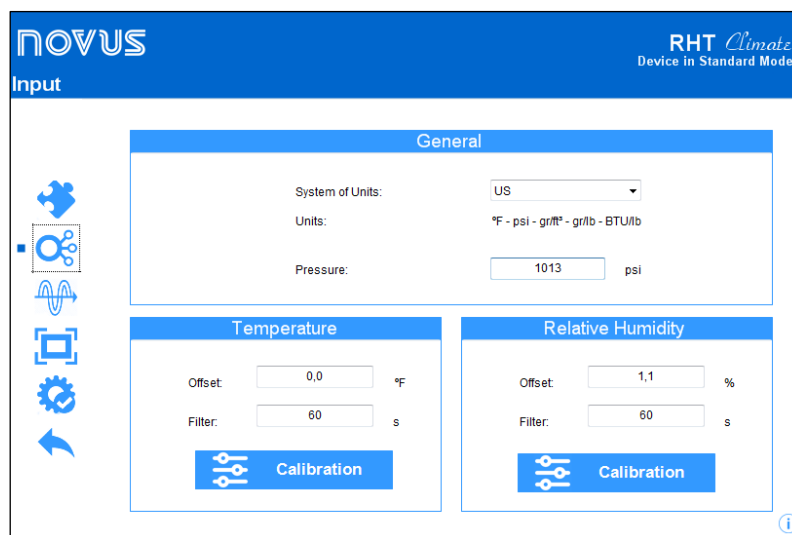 NOVUS
RHT Climate
Device in Standard Mode
Input
General
System of Units: US
Units: ºF - psi - gr/ft³ - gr/lb - BTU/lb
Pressure: 1013 psi
Temperature
Offset: 0,0 ºF
Filter: 60 s
Calibration
Relative Humidity
Offset: 1,1 %
Filter: 60 s
Calibration
i